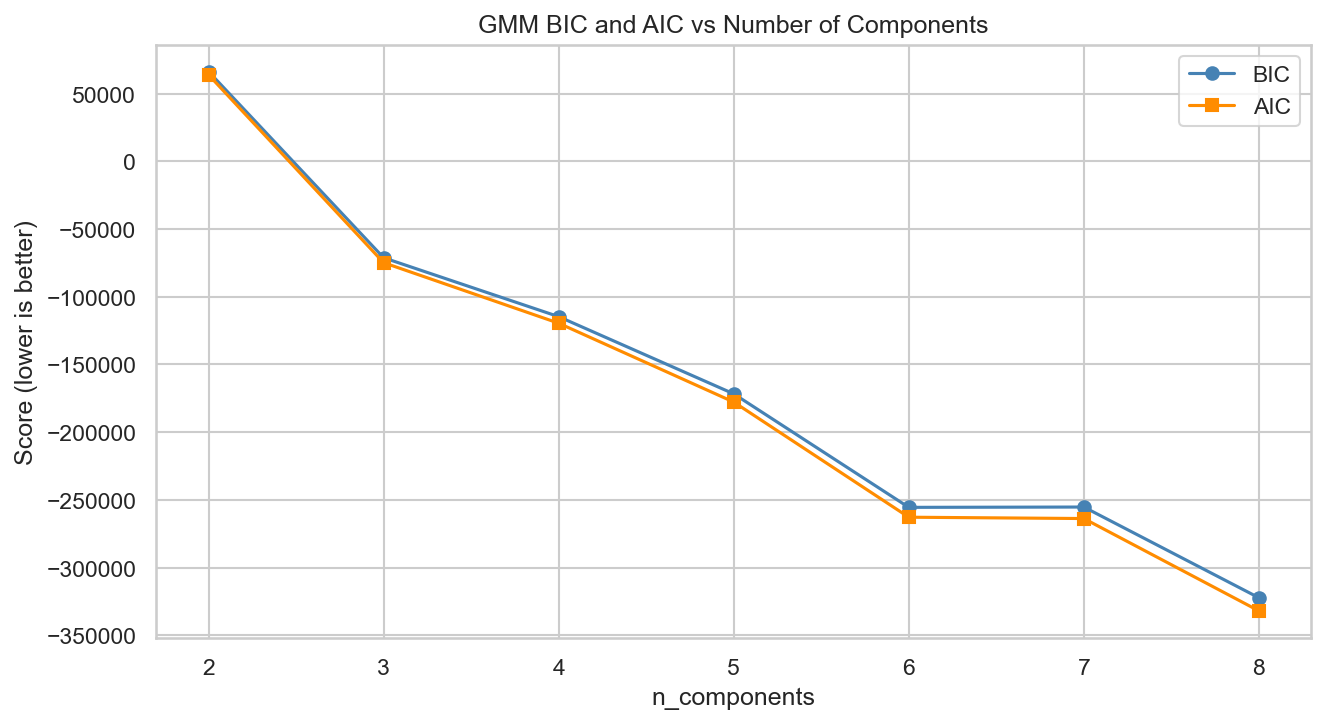 GMM BIC and AIC vs Number of Components
BIC
AIC
Score (lower is better)
50000
0
−50000
−100000
−150000
−200000
−250000
−300000
−350000
2 3 4 5 6 7 8
n_components